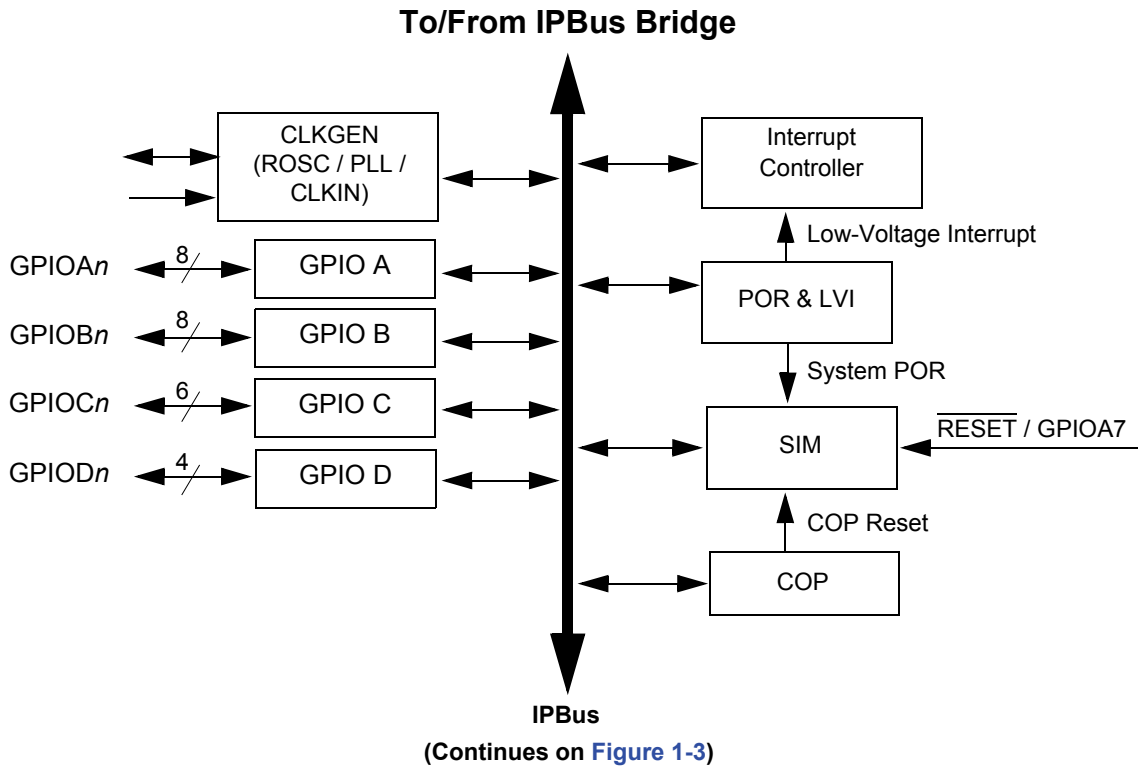 To/From IPBus Bridge
CLKGEN
(ROSC / PLL /
CLKIN)
GPIOAn
8
GPIO A
GPIOBn
8
GPIO B
GPIOCn
6
GPIO C
GPIODn
4
GPIO D
Interrupt
Controller
Low-Voltage Interrupt
POR & LVI
System POR
SIM
RESET / GPIOA7
COP Reset
COP
IPBus
(Continues on Figure 1-3)